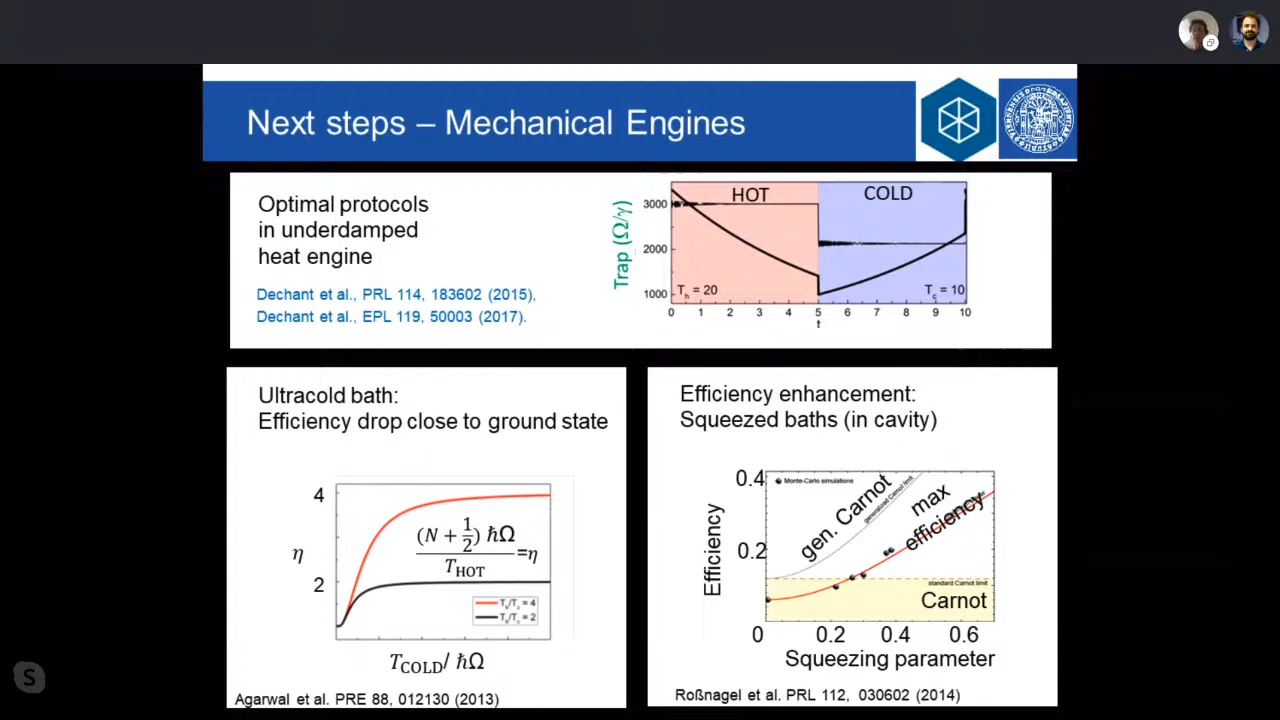 Next steps – Mechanical Engines
Optimal protocols
in underdamped
heat engine
Dechant et al., PRL 114, 183602 (2015),
Dechant et al., EPL 119, 50003 (2017).
Trap (Ω/γ)
3000
2000
1000
HOT
COLD
T_h = 20
T_c = 10
0 1 2 3 4 5 6 7 8 9 10
t
Ultracold bath:
Efficiency drop close to ground state
4
η
2
(N + 1/2) ℏΩ
T_HOT
=η
T_h/T_c = 4
T_h/T_c = 2
T_COLD/ ℏΩ
Agarwal et al. PRE 88, 012130 (2013)
Efficiency enhancement:
Squeezed baths (in cavity)
0.4
Efficiency
0.2
Monte-Carlo simulations
gen. Carnot
generalized Carnot limit
max
efficiency
standard Carnot limit
Carnot
0 0.2 0.4 0.6
Squeezing parameter
Roßnagel et al. PRL 112, 030602 (2014)
S